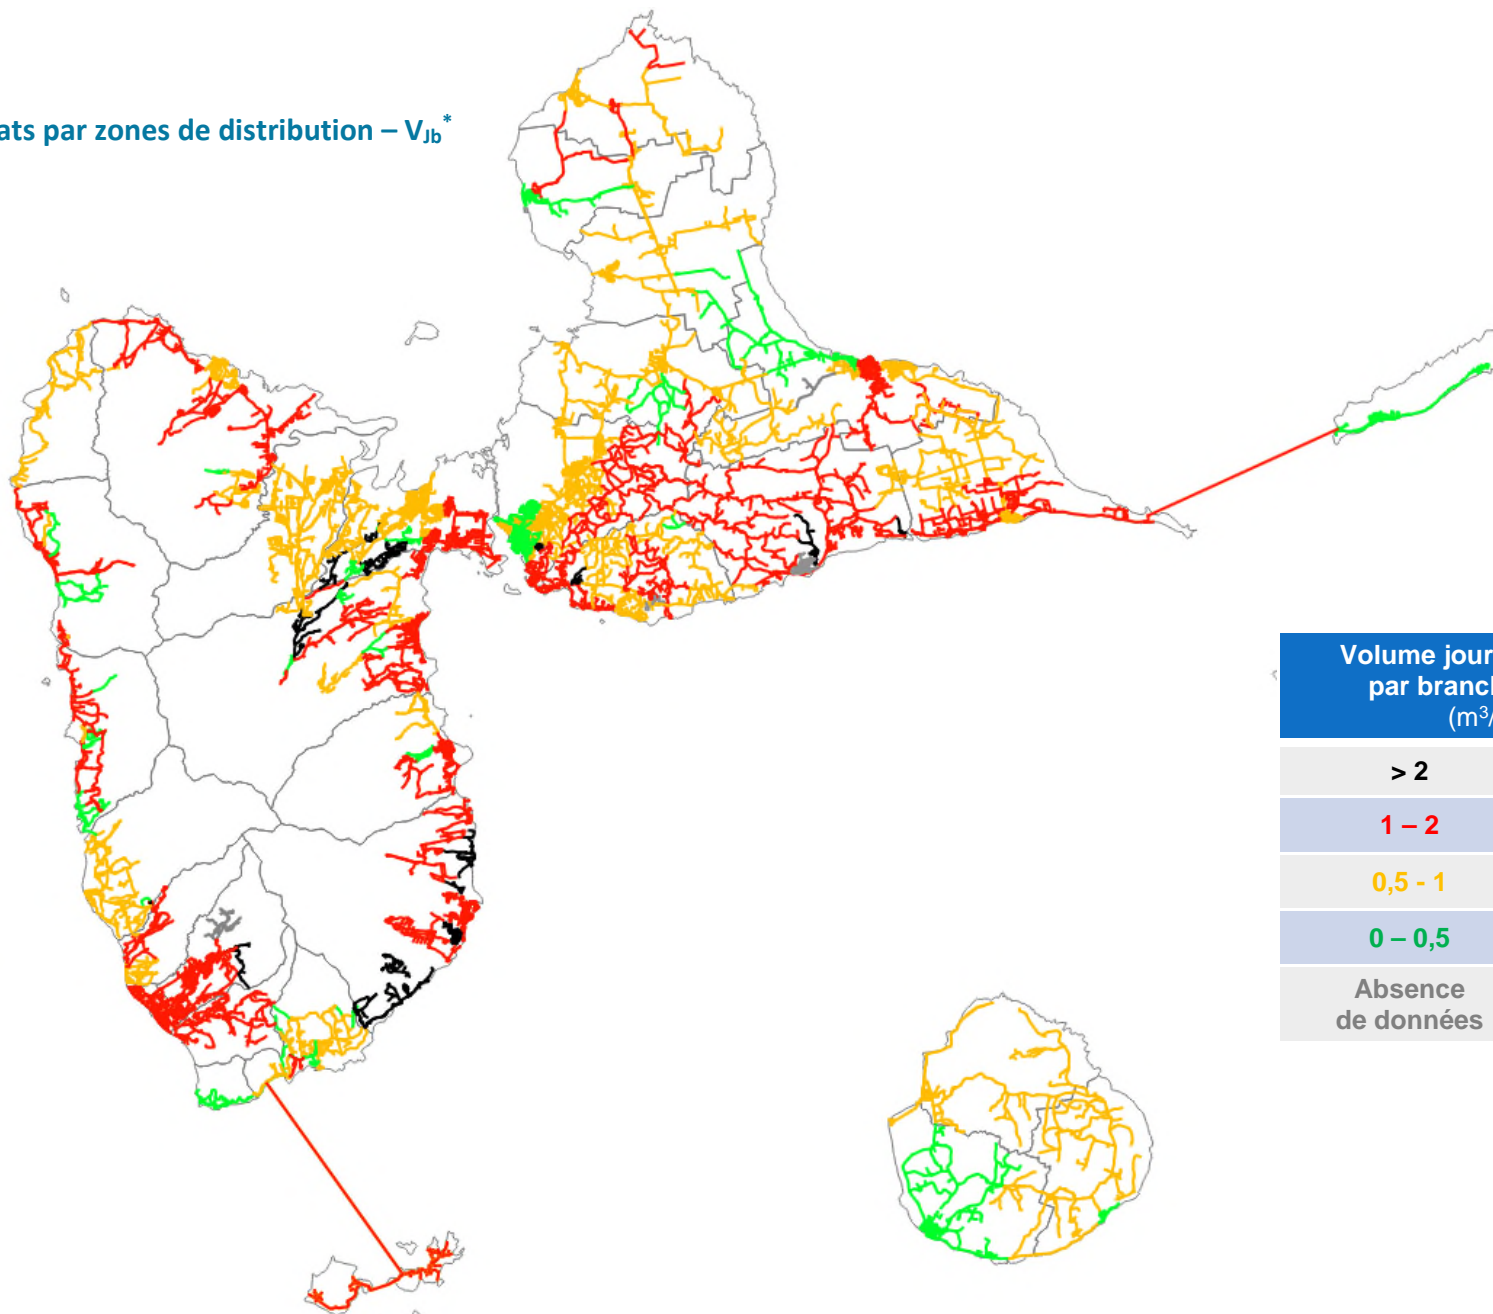 ats par zones de distribution – VJb*
Volume jour
par branch
(m³/
> 2
1 – 2
0,5 - 1
0 – 0,5
Absence
de données